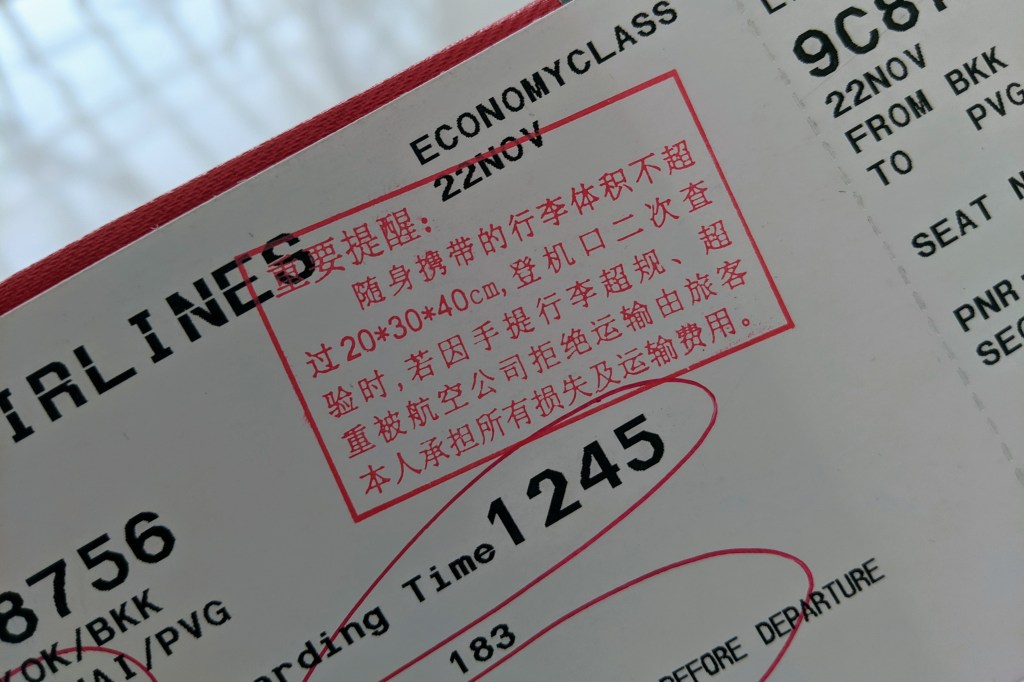 ECONOMYCLASS
22NOV
IRLINES
重要提醒：
随身携带的行李体积不超
过20*30*40cm,登机口二次查
验时,若因手提行李超规、超
重被航空公司拒绝运输由旅客
本人承担所有损失及运输费用。
8756
OK/BKK
AI/PVG
rding Time 1245
183
BEFORE DEPARTURE
9C8
22NOV
FROM BKK
TO PVG
SEAT N
PNR
SEC